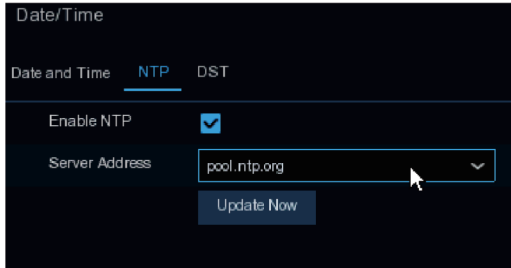 Date/Time
Date and Time NTP DST
Enable NTP
Server Address pool.ntp.org
Update Now